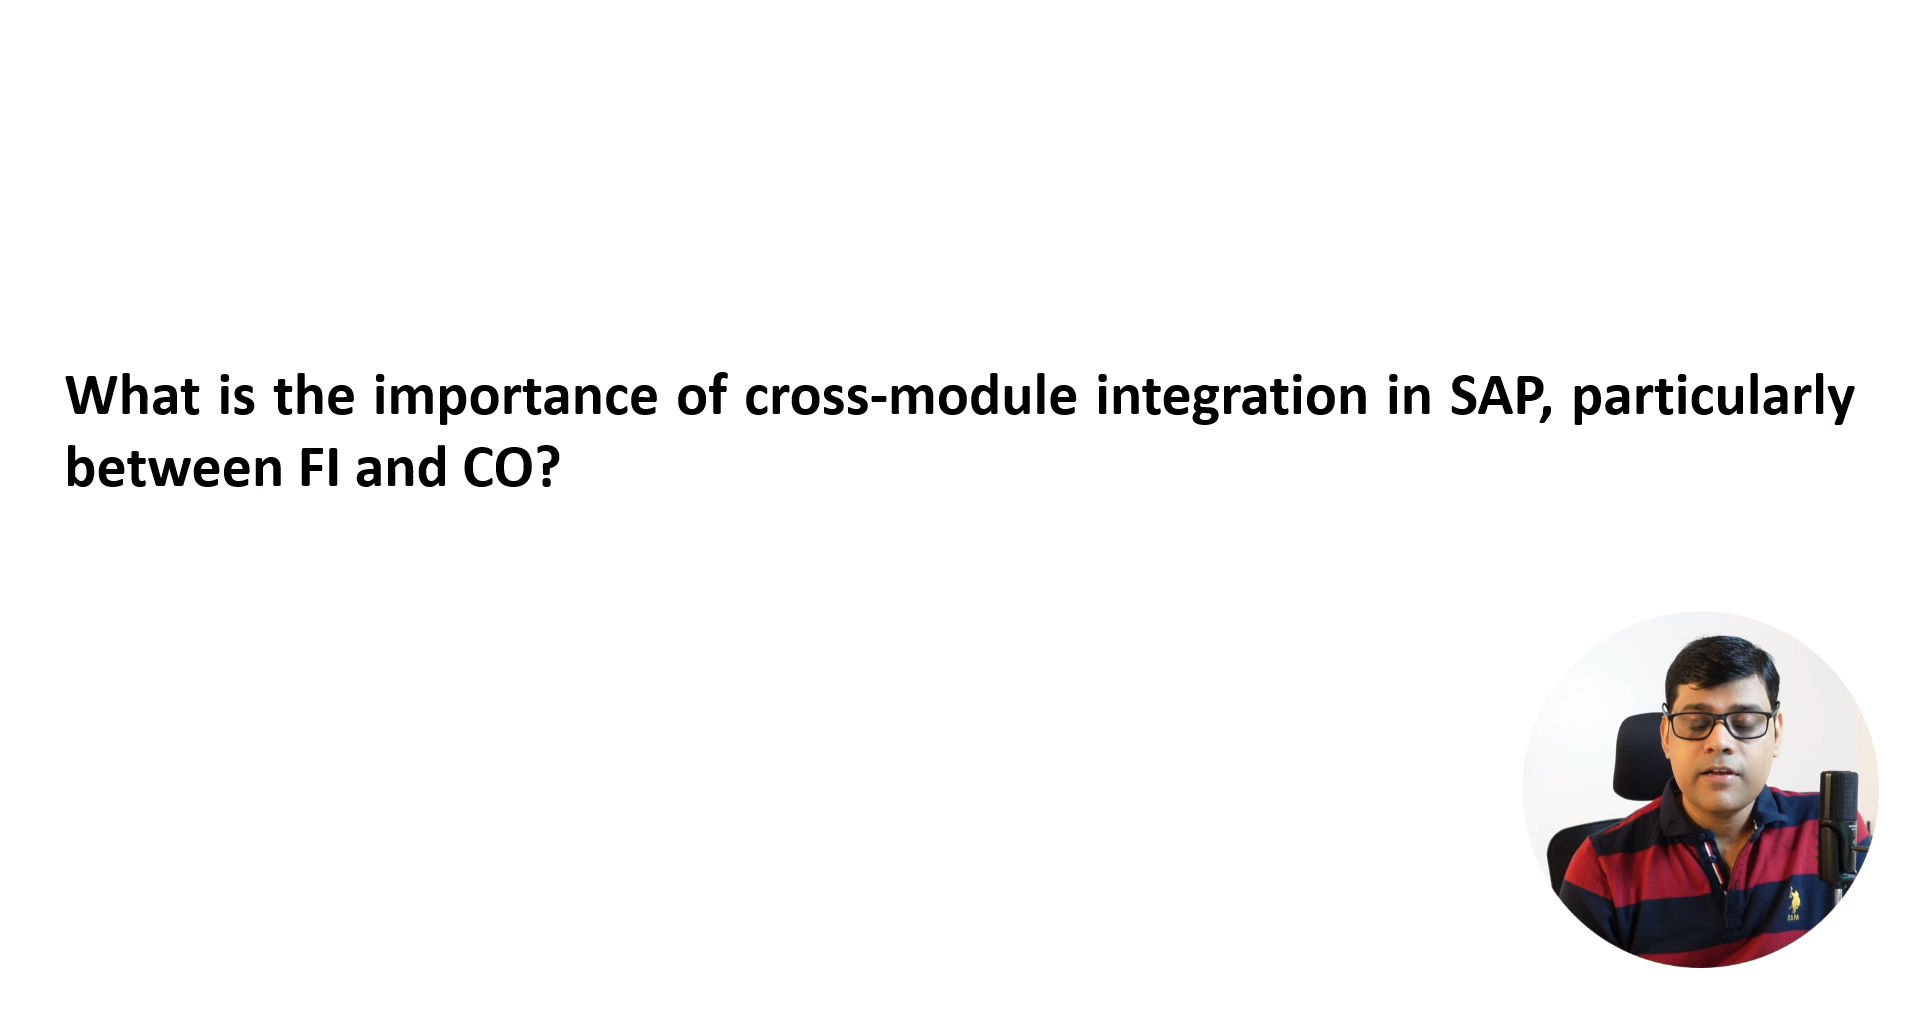 What is the importance of cross-module integration in SAP, particularly
between FI and CO?